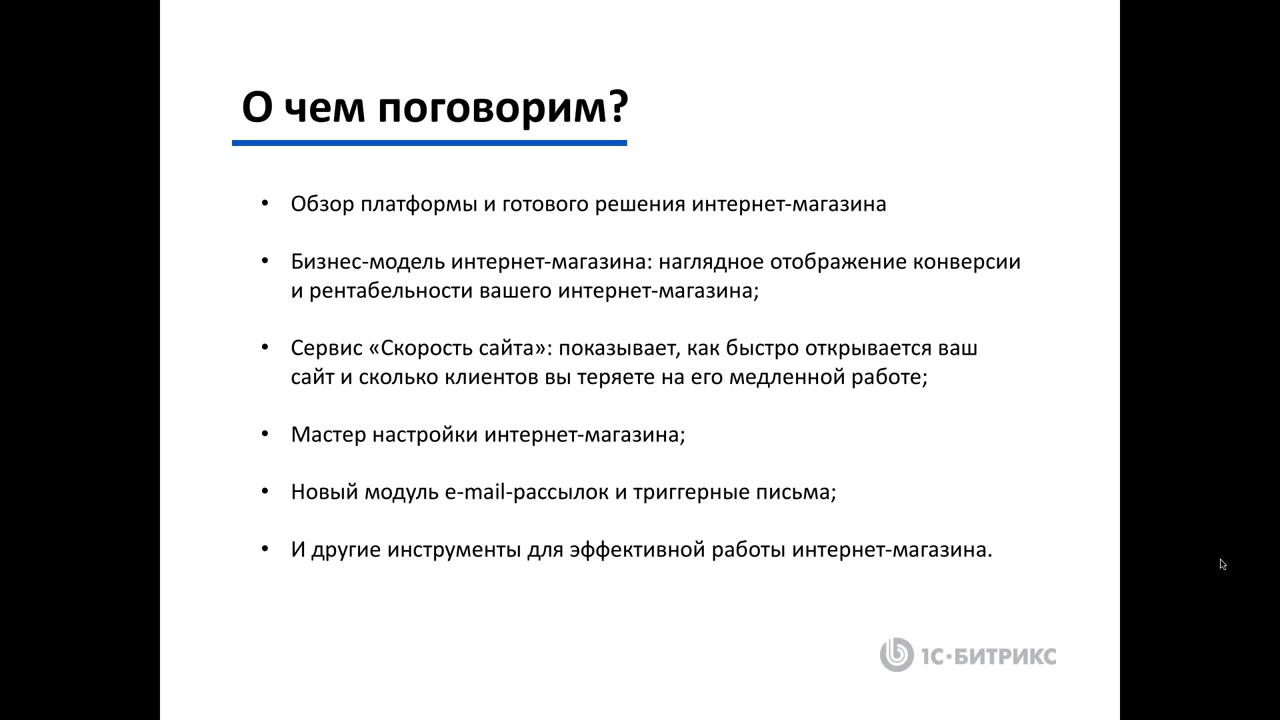 О чем поговорим?
• Обзор платформы и готового решения интернет-магазина
• Бизнес-модель интернет-магазина: наглядное отображение конверсии
и рентабельности вашего интернет-магазина;
• Сервис «Скорость сайта»: показывает, как быстро открывается ваш
сайт и сколько клиентов вы теряете на его медленной работе;
• Мастер настройки интернет-магазина;
• Новый модуль e-mail-рассылок и триггерные письма;
• И другие инструменты для эффективной работы интернет-магазина.
1С·БИТРИКС